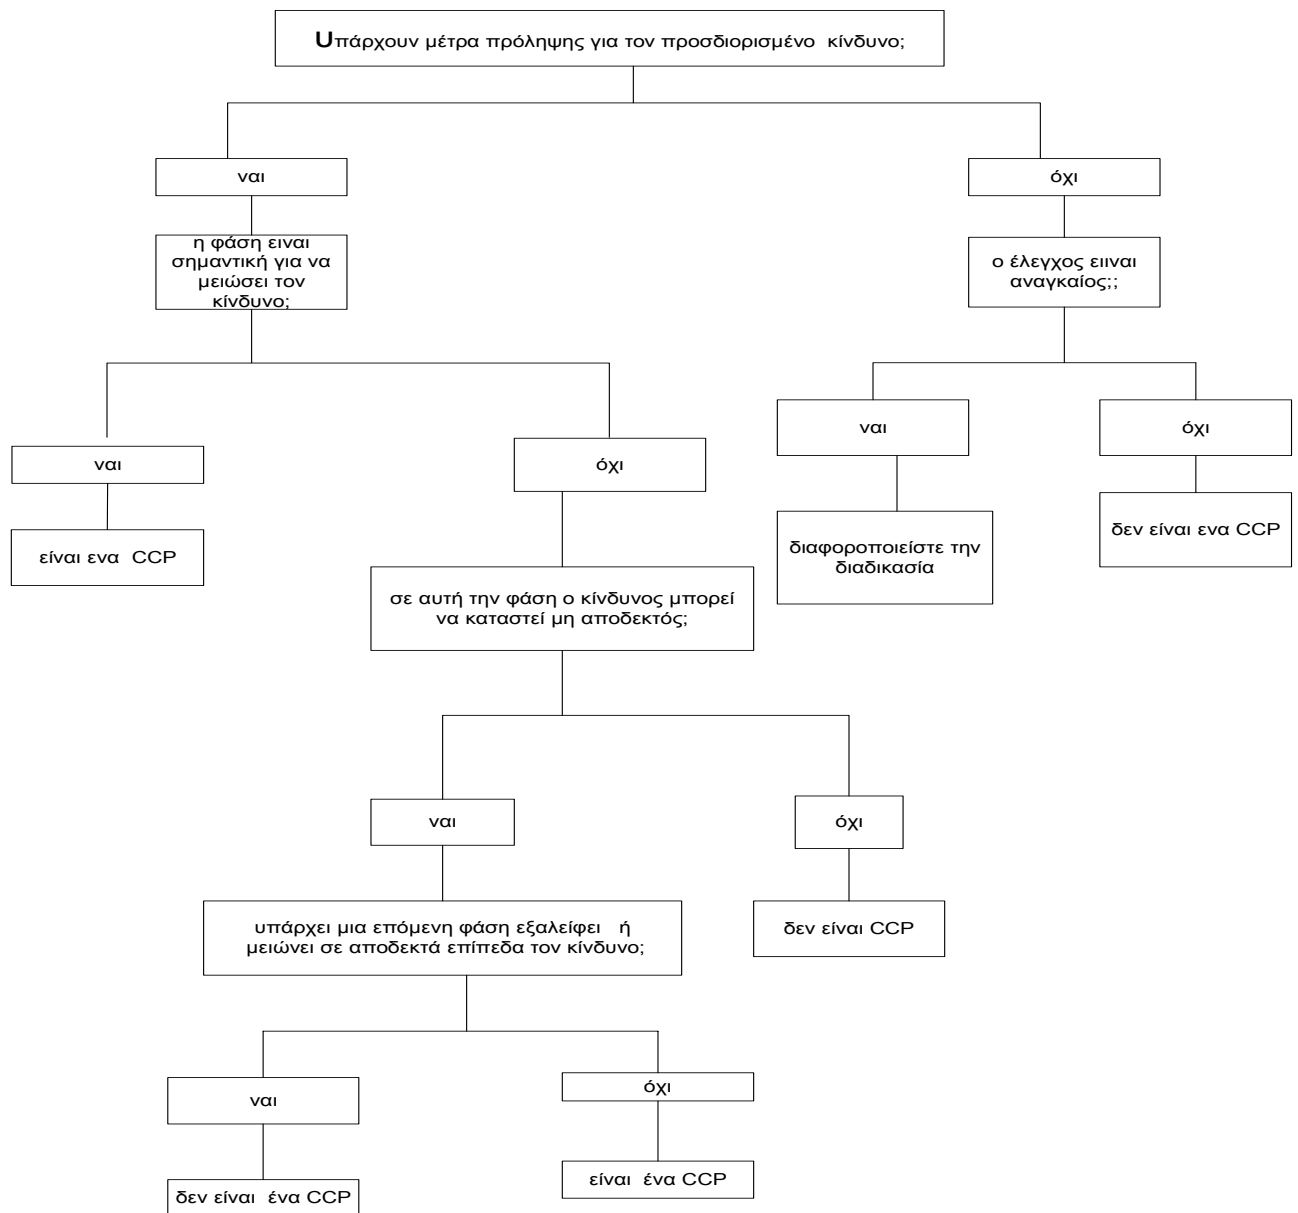 Uπάρχουν μέτρα πρόληψης για τον προσδιορισμένο κίνδυνο;
ναι
όχι
η φάση ειναι
σημαντική για να
μειώσει τον
κίνδυνο;
ο έλεγχος ειιναι
αναγκαίος;;
ναι
όχι
ναι
όχι
είναι ενα CCP
διαφοροποιείστε την
διαδικασία
δεν είναι ενα CCP
σε αυτή την φάση ο κίνδυνος μπορεί
να καταστεί μη αποδεκτός;
ναι
όχι
υπάρχει μια επόμενη φάση εξαλείφει ή
μειώνει σε αποδεκτά επίπεδα τον κίνδυνο;
δεν είναι CCP
ναι
όχι
δεν είναι ένα CCP
είναι ένα CCP